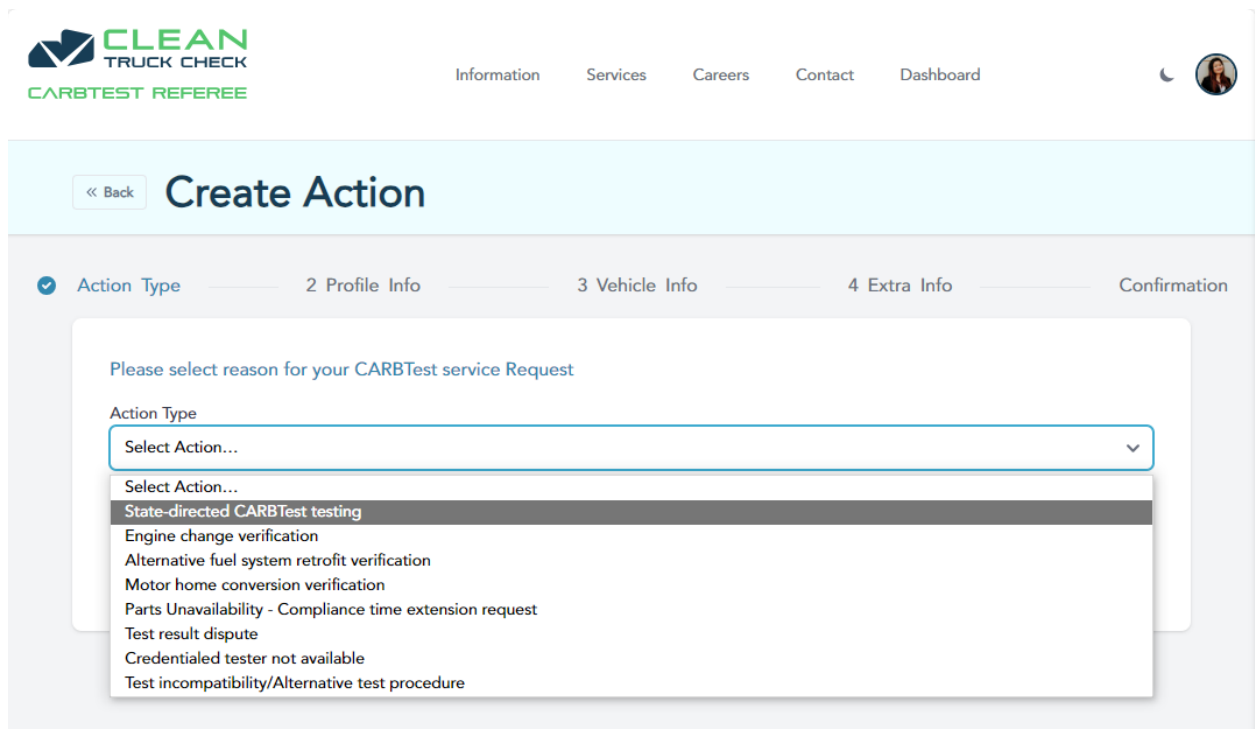 CLEAN
TRUCK CHECK
CARBTEST REFEREE
Information Services Careers Contact Dashboard
« Back Create Action
Action Type 2 Profile Info 3 Vehicle Info 4 Extra Info Confirmation
Please select reason for your CARBTest service Request
Action Type
Select Action...
Select Action...
State-directed CARBTest testing
Engine change verification
Alternative fuel system retrofit verification
Motor home conversion verification
Parts Unavailability - Compliance time extension request
Test result dispute
Credentialed tester not available
Test incompatibility/Alternative test procedure